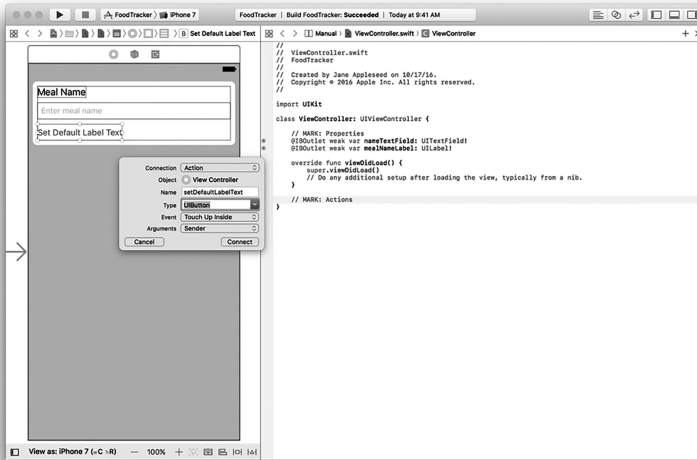 FoodTracker
iPhone 7
FoodTracker | Build FoodTracker: Succeeded | Today at 9:41 AM
B Set Default Label Text
Manual
ViewController.swift
C ViewController
Meal Name
Enter meal name
Set Default Label Text
Connection Action
Object View Controller
Name setDefaultLabelText
Type UIButton
Event Touch Up Inside
Arguments Sender
Cancel
Connect
View as: iPhone 7 (wC hR)
100%
//
// ViewController.swift
// FoodTracker
//
// Created by Jane Appleseed on 10/17/16.
// Copyright © 2016 Apple Inc. All rights reserved.
//
import UIKit
class ViewController: UIViewController {
// MARK: Properties
@IBOutlet weak var nameTextField: UITextField!
@IBOutlet weak var mealNameLabel: UILabel!
override func viewDidLoad() {
super.viewDidLoad()
// Do any additional setup after loading the view, typically from a nib.
}
// MARK: Actions
}